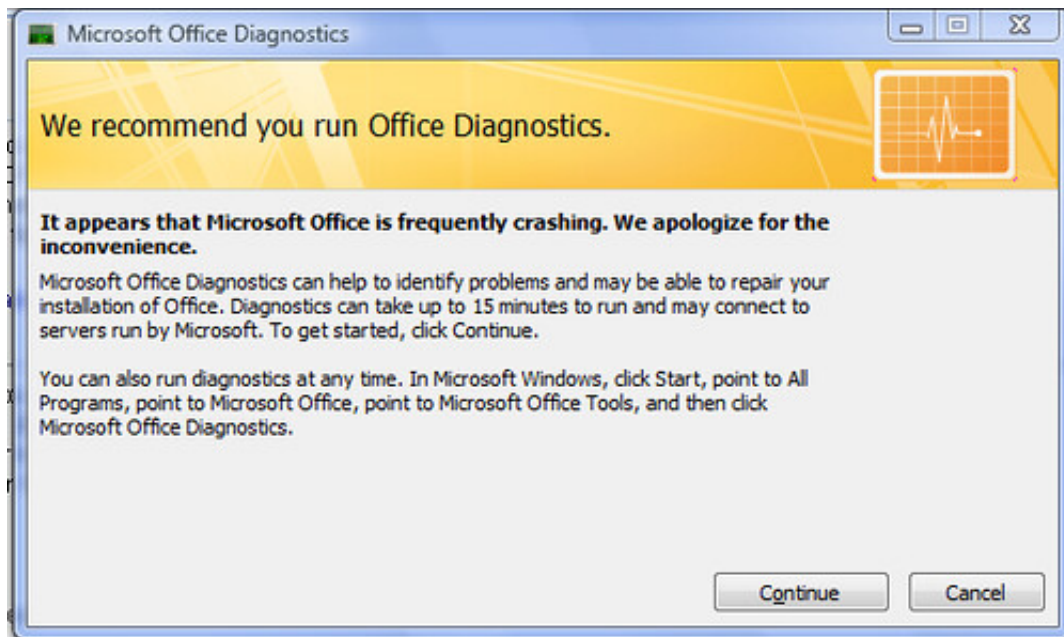 Microsoft Office Diagnostics
We recommend you run Office Diagnostics.
It appears that Microsoft Office is frequently crashing. We apologize for the
inconvenience.
Microsoft Office Diagnostics can help to identify problems and may be able to repair your
installation of Office. Diagnostics can take up to 15 minutes to run and may connect to
servers run by Microsoft. To get started, click Continue.
You can also run diagnostics at any time. In Microsoft Windows, click Start, point to All
Programs, point to Microsoft Office, point to Microsoft Office Tools, and then click
Microsoft Office Diagnostics.
Continue Cancel